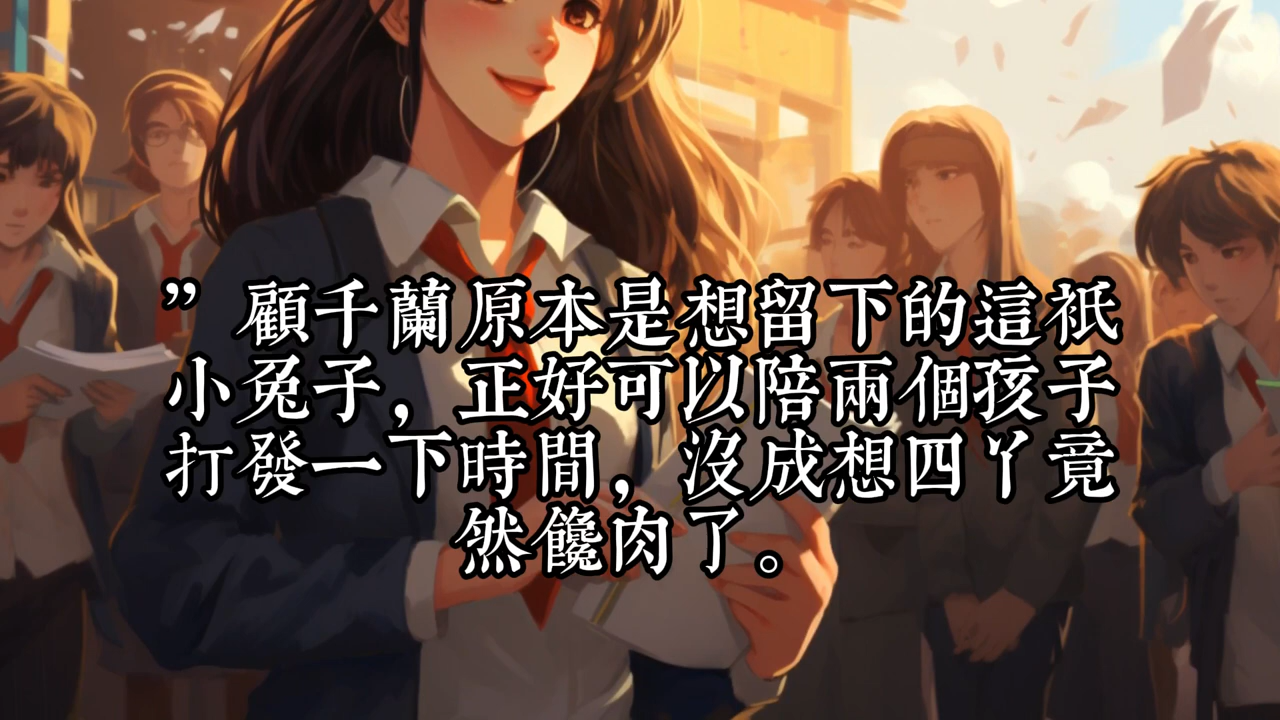 ”顧千蘭原本是想留下的這祇
小兔子，正好可以陪兩個孩子
打發一下時間，沒成想四丫竟
然饞肉了。